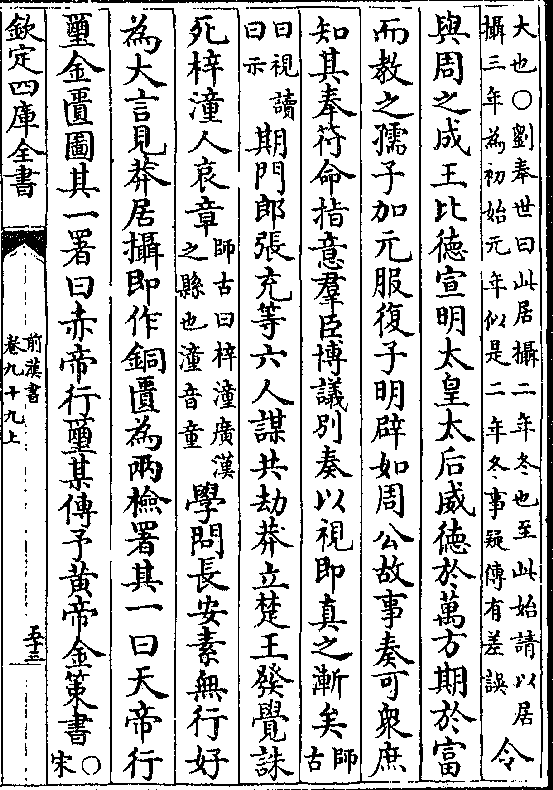 大也○劉奉世曰此居攝二年冬也至此始請以居
攝三年為初始元年似是二年冬事疑傳有差誤
令
與周之成王比德宣明太皇太后威德於萬方期於富
而教之孺子加元服復子明辟如周公故事奏可衆庶
知其奉符命指意羣臣博議别奏以視即真之漸矣師古
曰視讀
曰示
期門郎張充等六人謀共劫莽立楚王發覺誅
死梓潼人哀章
師古曰梓潼廣漢
之縣也潼音童
學問長安素無行好
為大言見莽居攝即作銅匱為兩檢署其一曰天帝行
璽金匱圖其一署曰赤帝行璽某傳予黄帝金策書○宋
欽定四庫全書
前漢書
卷九十九上
五十三